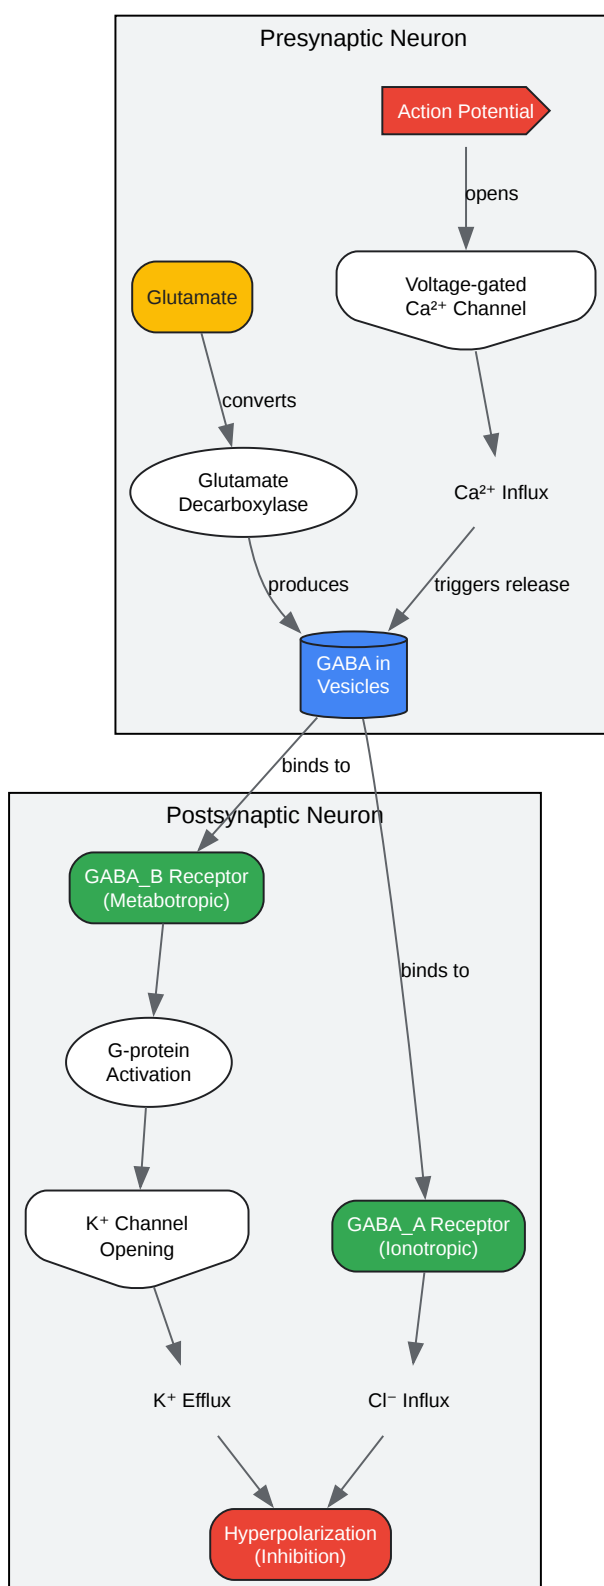 Presynaptic Neuron
Action Potential
opens
Glutamate
Voltage-gated
Ca²⁺ Channel
converts
Glutamate
Decarboxylase
Ca²⁺ Influx
produces
triggers release
GABA in
Vesicles
binds to
Postsynaptic Neuron
GABA_B Receptor
(Metabotropic)
binds to
G-protein
Activation
K⁺ Channel
Opening
GABA_A Receptor
(Ionotropic)
K⁺ Efflux
Cl⁻ Influx
Hyperpolarization
(Inhibition)